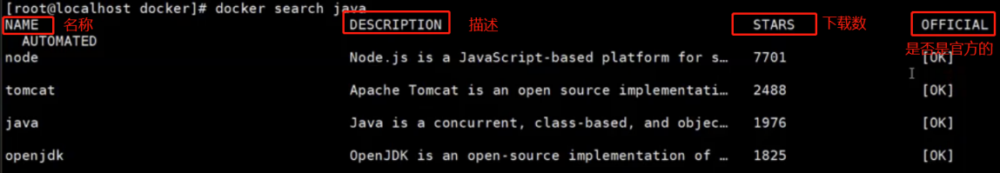 [root@localhost docker]# docker search java
NAME 名称 DESCRIPTION 描述 STARS 下载数 OFFICIAL
AUTOMATED 是否是官方的
node Node.js is a JavaScript-based platform for s… 7701 [OK]
tomcat Apache Tomcat is an open source implementati… 2488 [OK]
java Java is a concurrent, class-based, and objec… 1976 [OK]
openjdk OpenJDK is an open-source implementation of … 1825 [OK]